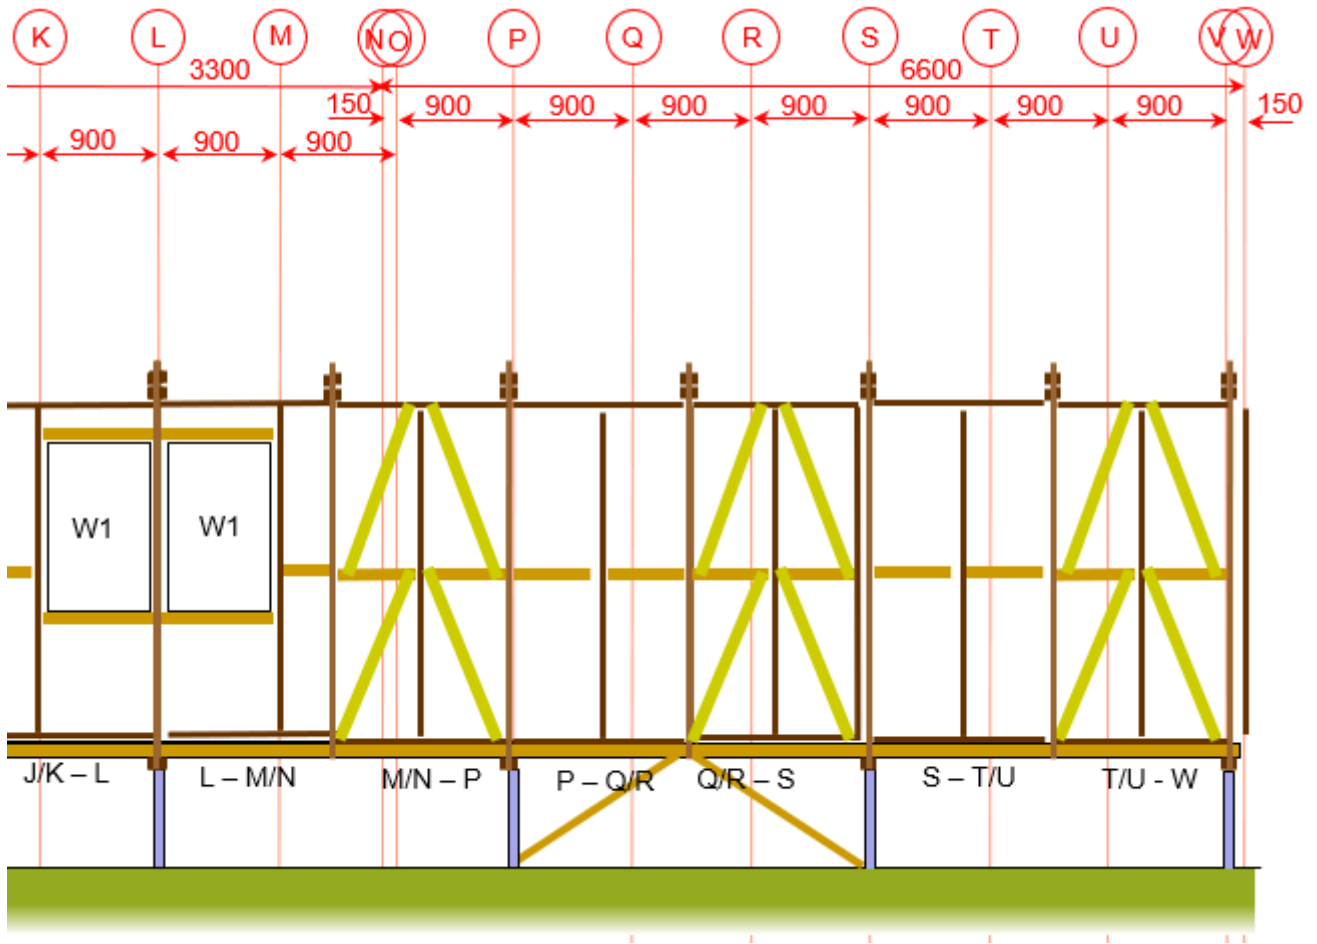 K L M N O P Q R S T U V W
3300 6600
150 900 900 900 900 900 900 900 150
900 900 900
W1 W1
J/K – L L – M/N M/N – P P – Q/R Q/R – S S – T/U T/U - W